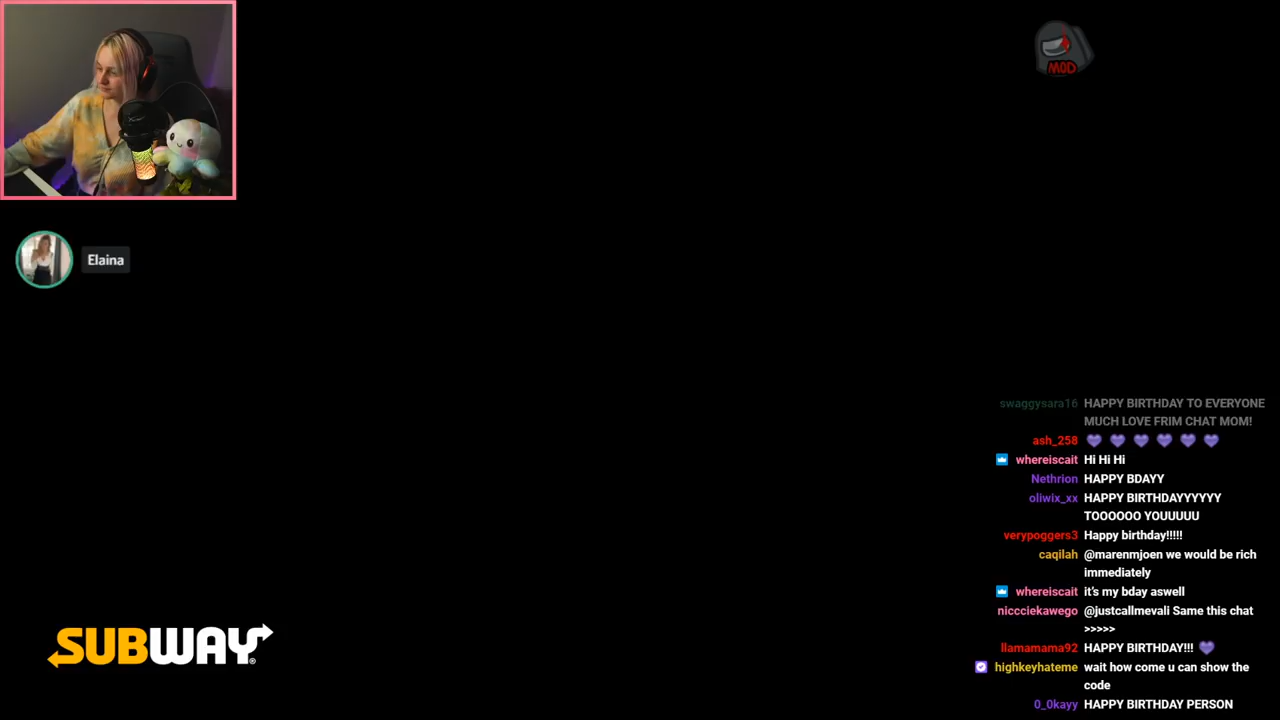 MOD
Elaina
swaggysara16 HAPPY BIRTHDAY TO EVERYONE
MUCH LOVE FRIM CHAT MOM!
ash_258
whereiscait Hi Hi Hi
Nethrion HAPPY BDAYY
oliwix_xx HAPPY BIRTHDAYYYYYY
TOOOOOO YOUUUUU
verypoggers3 Happy birthday!!!!!
caqilah @marenmjoen we would be rich
immediately
whereiscait it's my bday aswell
niccciekawego @justcallmevali Same this chat
>>>>>
llamamama92 HAPPY BIRTHDAY!!!
highkeyhateme wait how come u can show the
code
0_0kayy HAPPY BIRTHDAY PERSON
SUBWAY®